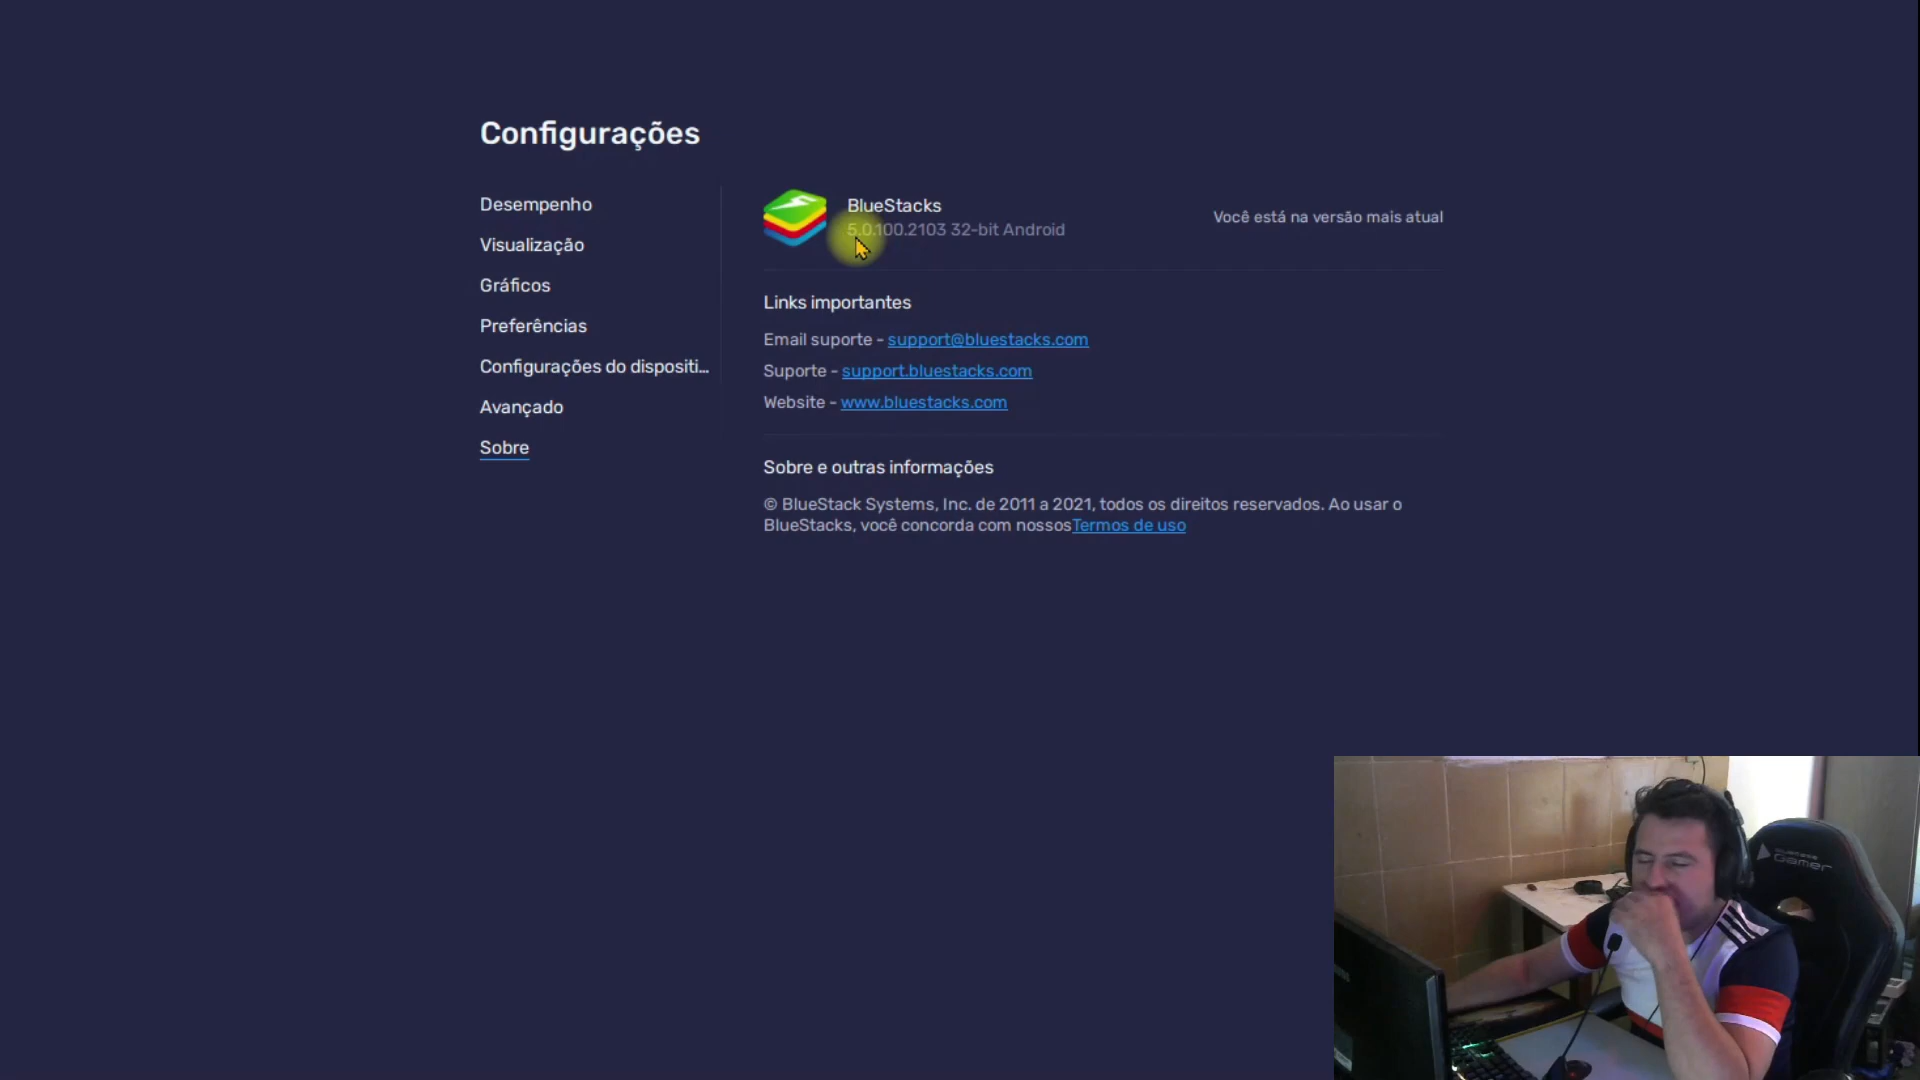 Configurações
Desempenho
Visualização
Gráficos
Preferências
Configurações do dispositi...
Avançado
Sobre
BlueStacks
5.0.100.2103 32-bit Android
Você está na versão mais atual
Links importantes
Email suporte - support@bluestacks.com
Suporte - support.bluestacks.com
Website - www.bluestacks.com
Sobre e outras informações
© BlueStack Systems, Inc. de 2011 a 2021, todos os direitos reservados. Ao usar o
BlueStacks, você concorda com nossosTermos de uso
Gamer